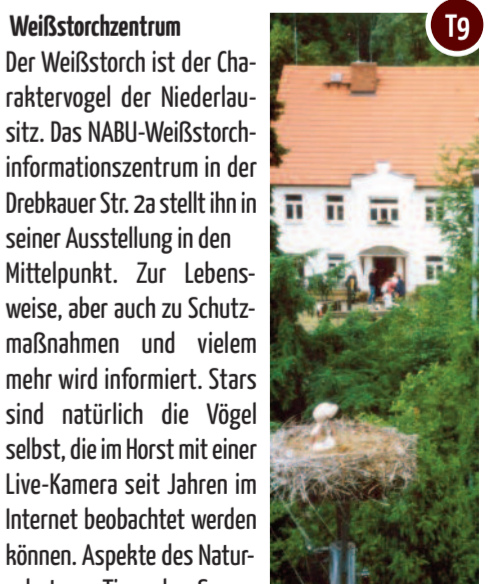 Weißstorchzentrum
Der Weißstorch ist der Cha-
raktervogel der Niederlau-
sitz. Das NABU-Weißstorch-
informationszentrum in der
Drebkauer Str. 2a stellt ihn in
seiner Ausstellung in den
Mittelpunkt. Zur Lebens-
weise, aber auch zu Schutz-
maßnahmen und vielem
mehr wird informiert. Stars
sind natürlich die Vögel
selbst, die im Horst mit einer
Live-Kamera seit Jahren im
Internet beobachtet werden
können. Aspekte des Natur-
T9